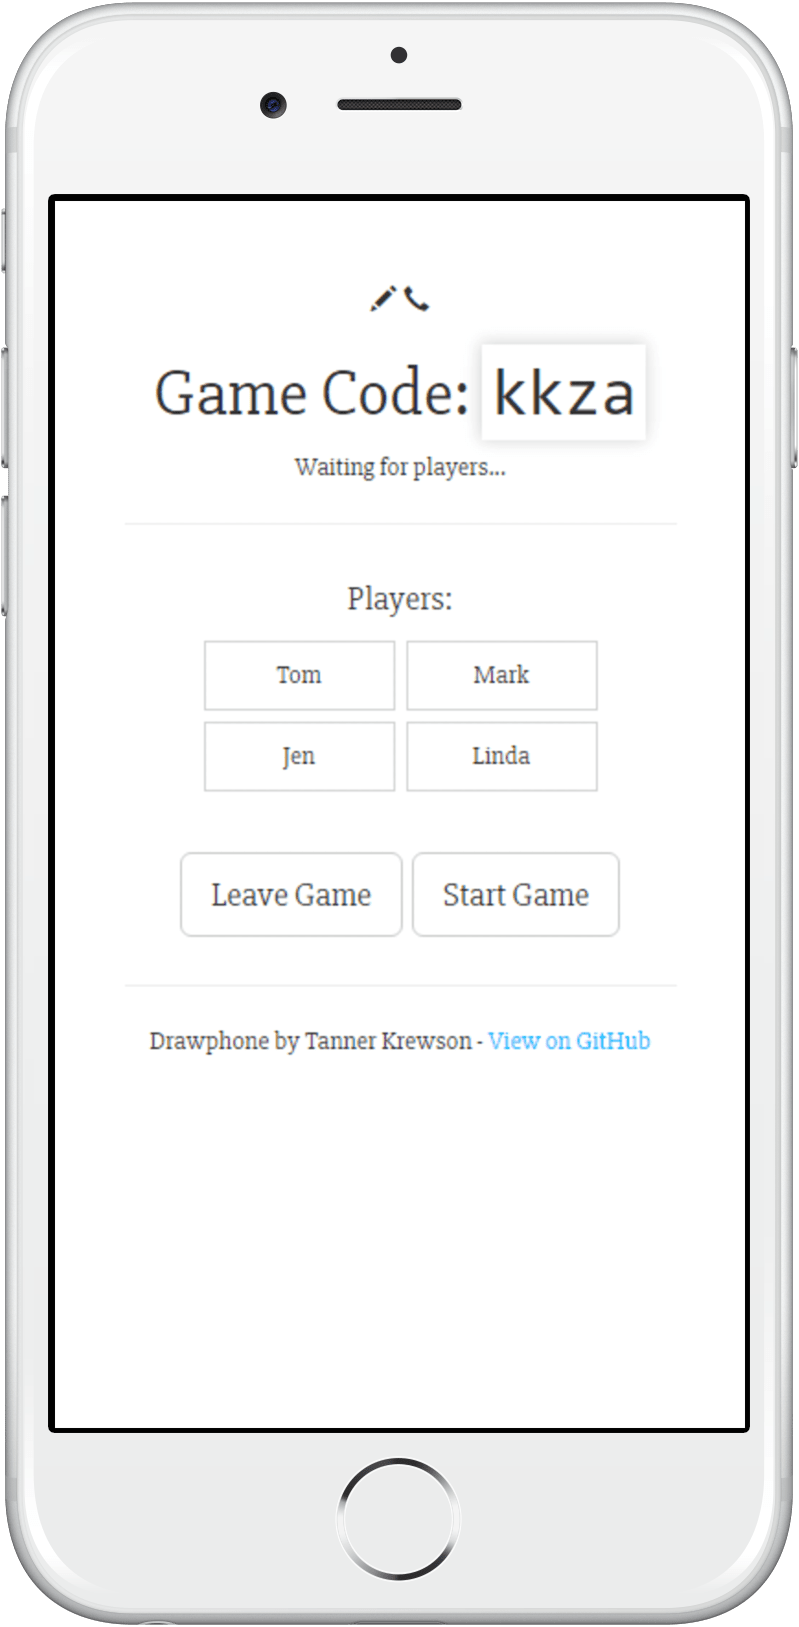 Game Code: kkza
Waiting for players...
Players:
Tom Mark
Jen Linda
Leave Game Start Game
Drawphone by Tanner Krewson - View on GitHub